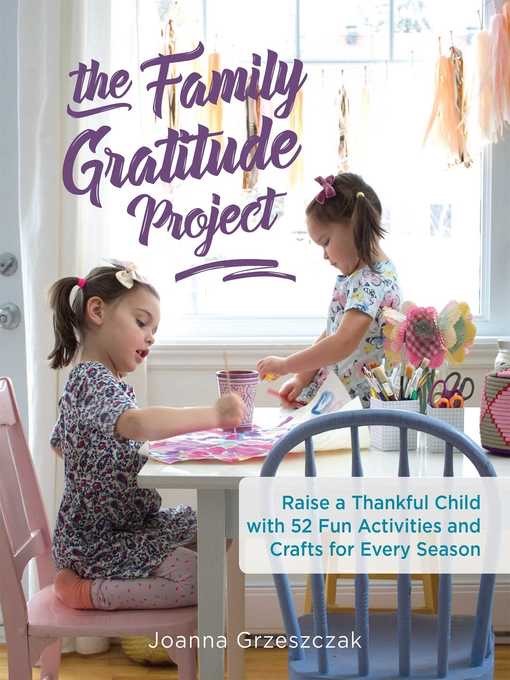 the Family
Gratitude
Project
Raise a Thankful Child
with 52 Fun Activities and
Crafts for Every Season
Joanna Grzeszczak